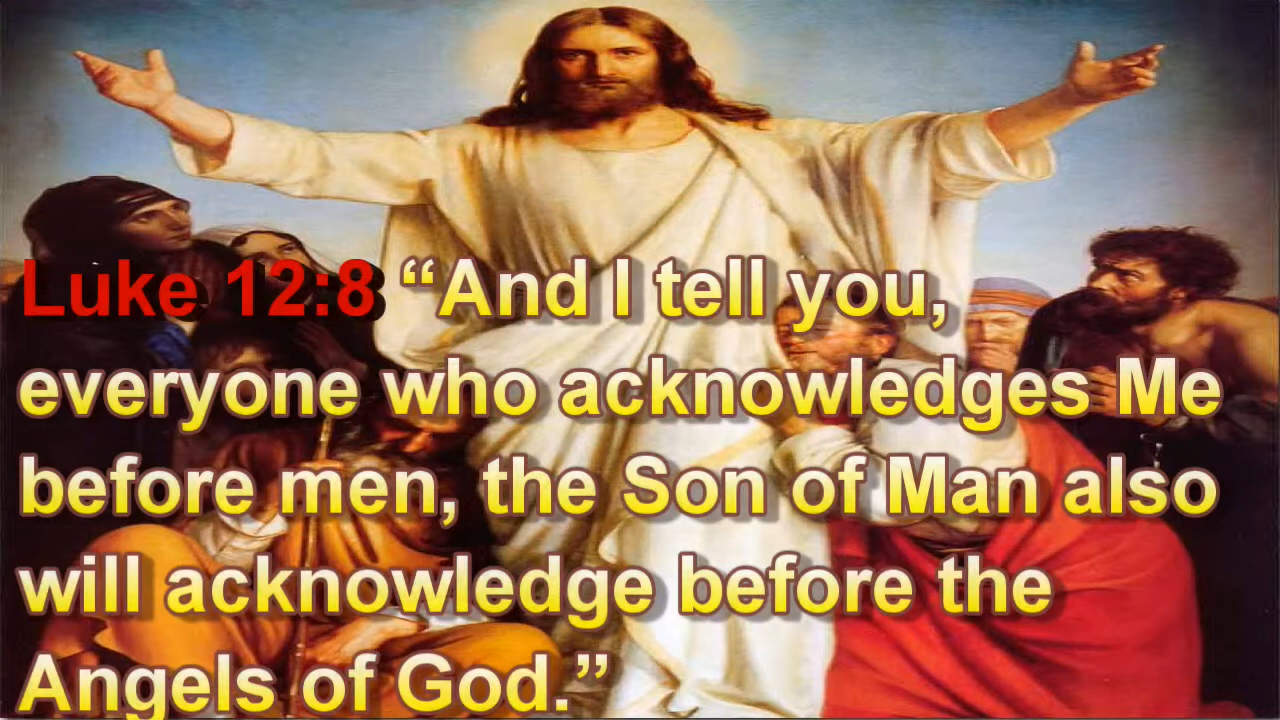 Luke 12:8 “And I tell you,
everyone who acknowledges Me
before men, the Son of Man also
will acknowledge before the
Angels of God.”